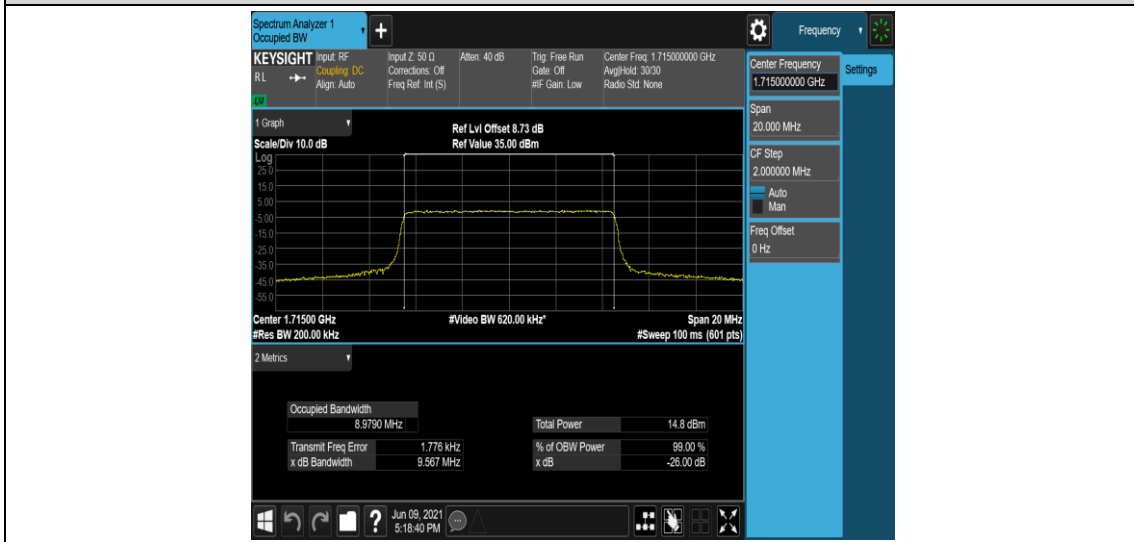 Spectrum Analyzer 1
Occupied BW
+
Frequency
KEYSIGHT
RL
LXI
Input: RF
Coupling: DC
Align: Auto
Input Z: 50 Ω
Corrections: Off
Freq Ref: Int (S)
Atten: 40 dB
Trig: Free Run
Gate: Off
#IF Gain: Low
Center Freq: 1.715000000 GHz
Avg|Hold: 30/30
Radio Std: None
Center Frequency
1.715000000 GHz
Settings
Span
20.000 MHz
CF Step
2.000000 MHz
Auto
Man
Freq Offset
0 Hz
1 Graph
Scale/Div 10.0 dB
Ref Lvl Offset 8.73 dB
Ref Value 35.00 dBm
Log
25.0
15.0
5.00
-5.00
-15.0
-25.0
-35.0
-45.0
-55.0
Center 1.71500 GHz
#Res BW 200.00 kHz
#Video BW 620.00 kHz*
Span 20 MHz
#Sweep 100 ms (601 pts)
2 Metrics
Occupied Bandwidth
8.9790 MHz
Total Power 14.8 dBm
Transmit Freq Error 1.776 kHz
% of OBW Power 99.00 %
x dB Bandwidth 9.567 MHz
x dB -26.00 dB
?
Jun 09, 2021
5:18:40 PM